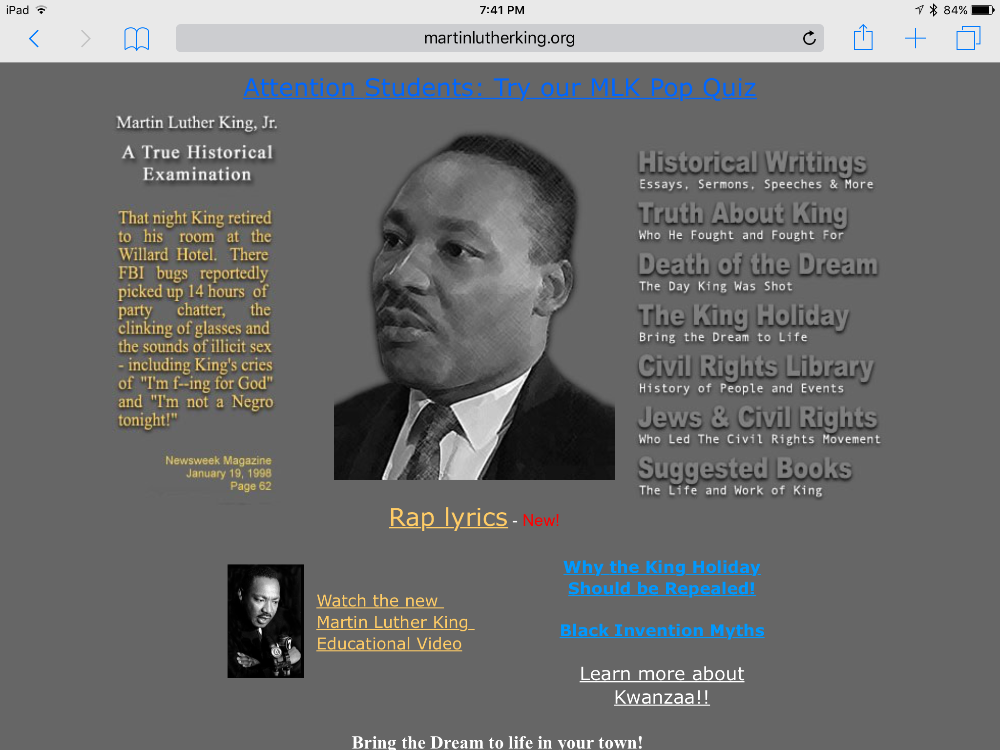 iPad
7:41 PM
84%
martinlutherking.org
Attention Students: Try our MLK Pop Quiz
Martin Luther King, Jr.
A True Historical
Examination
That night King retired
to his room at the
Willard Hotel. There
FBI bugs reportedly
picked up 14 hours of
party chatter, the
clinking of glasses and
the sounds of illicit sex
- including King's cries
of "I'm f--ing for God"
and "I'm not a Negro
tonight!"
Newsweek Magazine
January 19, 1998
Page 62
Historical Writings
Essays, Sermons, Speeches & More
Truth About King
Who He Fought and Fought For
Death of the Dream
The Day King Was Shot
The King Holiday
Bring the Dream to Life
Civil Rights Library
History of People and Events
Jews & Civil Rights
Who Led The Civil Rights Movement
Suggested Books
The Life and Work of King
Rap lyrics - New!
Watch the new
Martin Luther King
Educational Video
Why the King Holiday
Should be Repealed!
Black Invention Myths
Learn more about
Kwanzaa!!
Bring the Dream to life in your town!